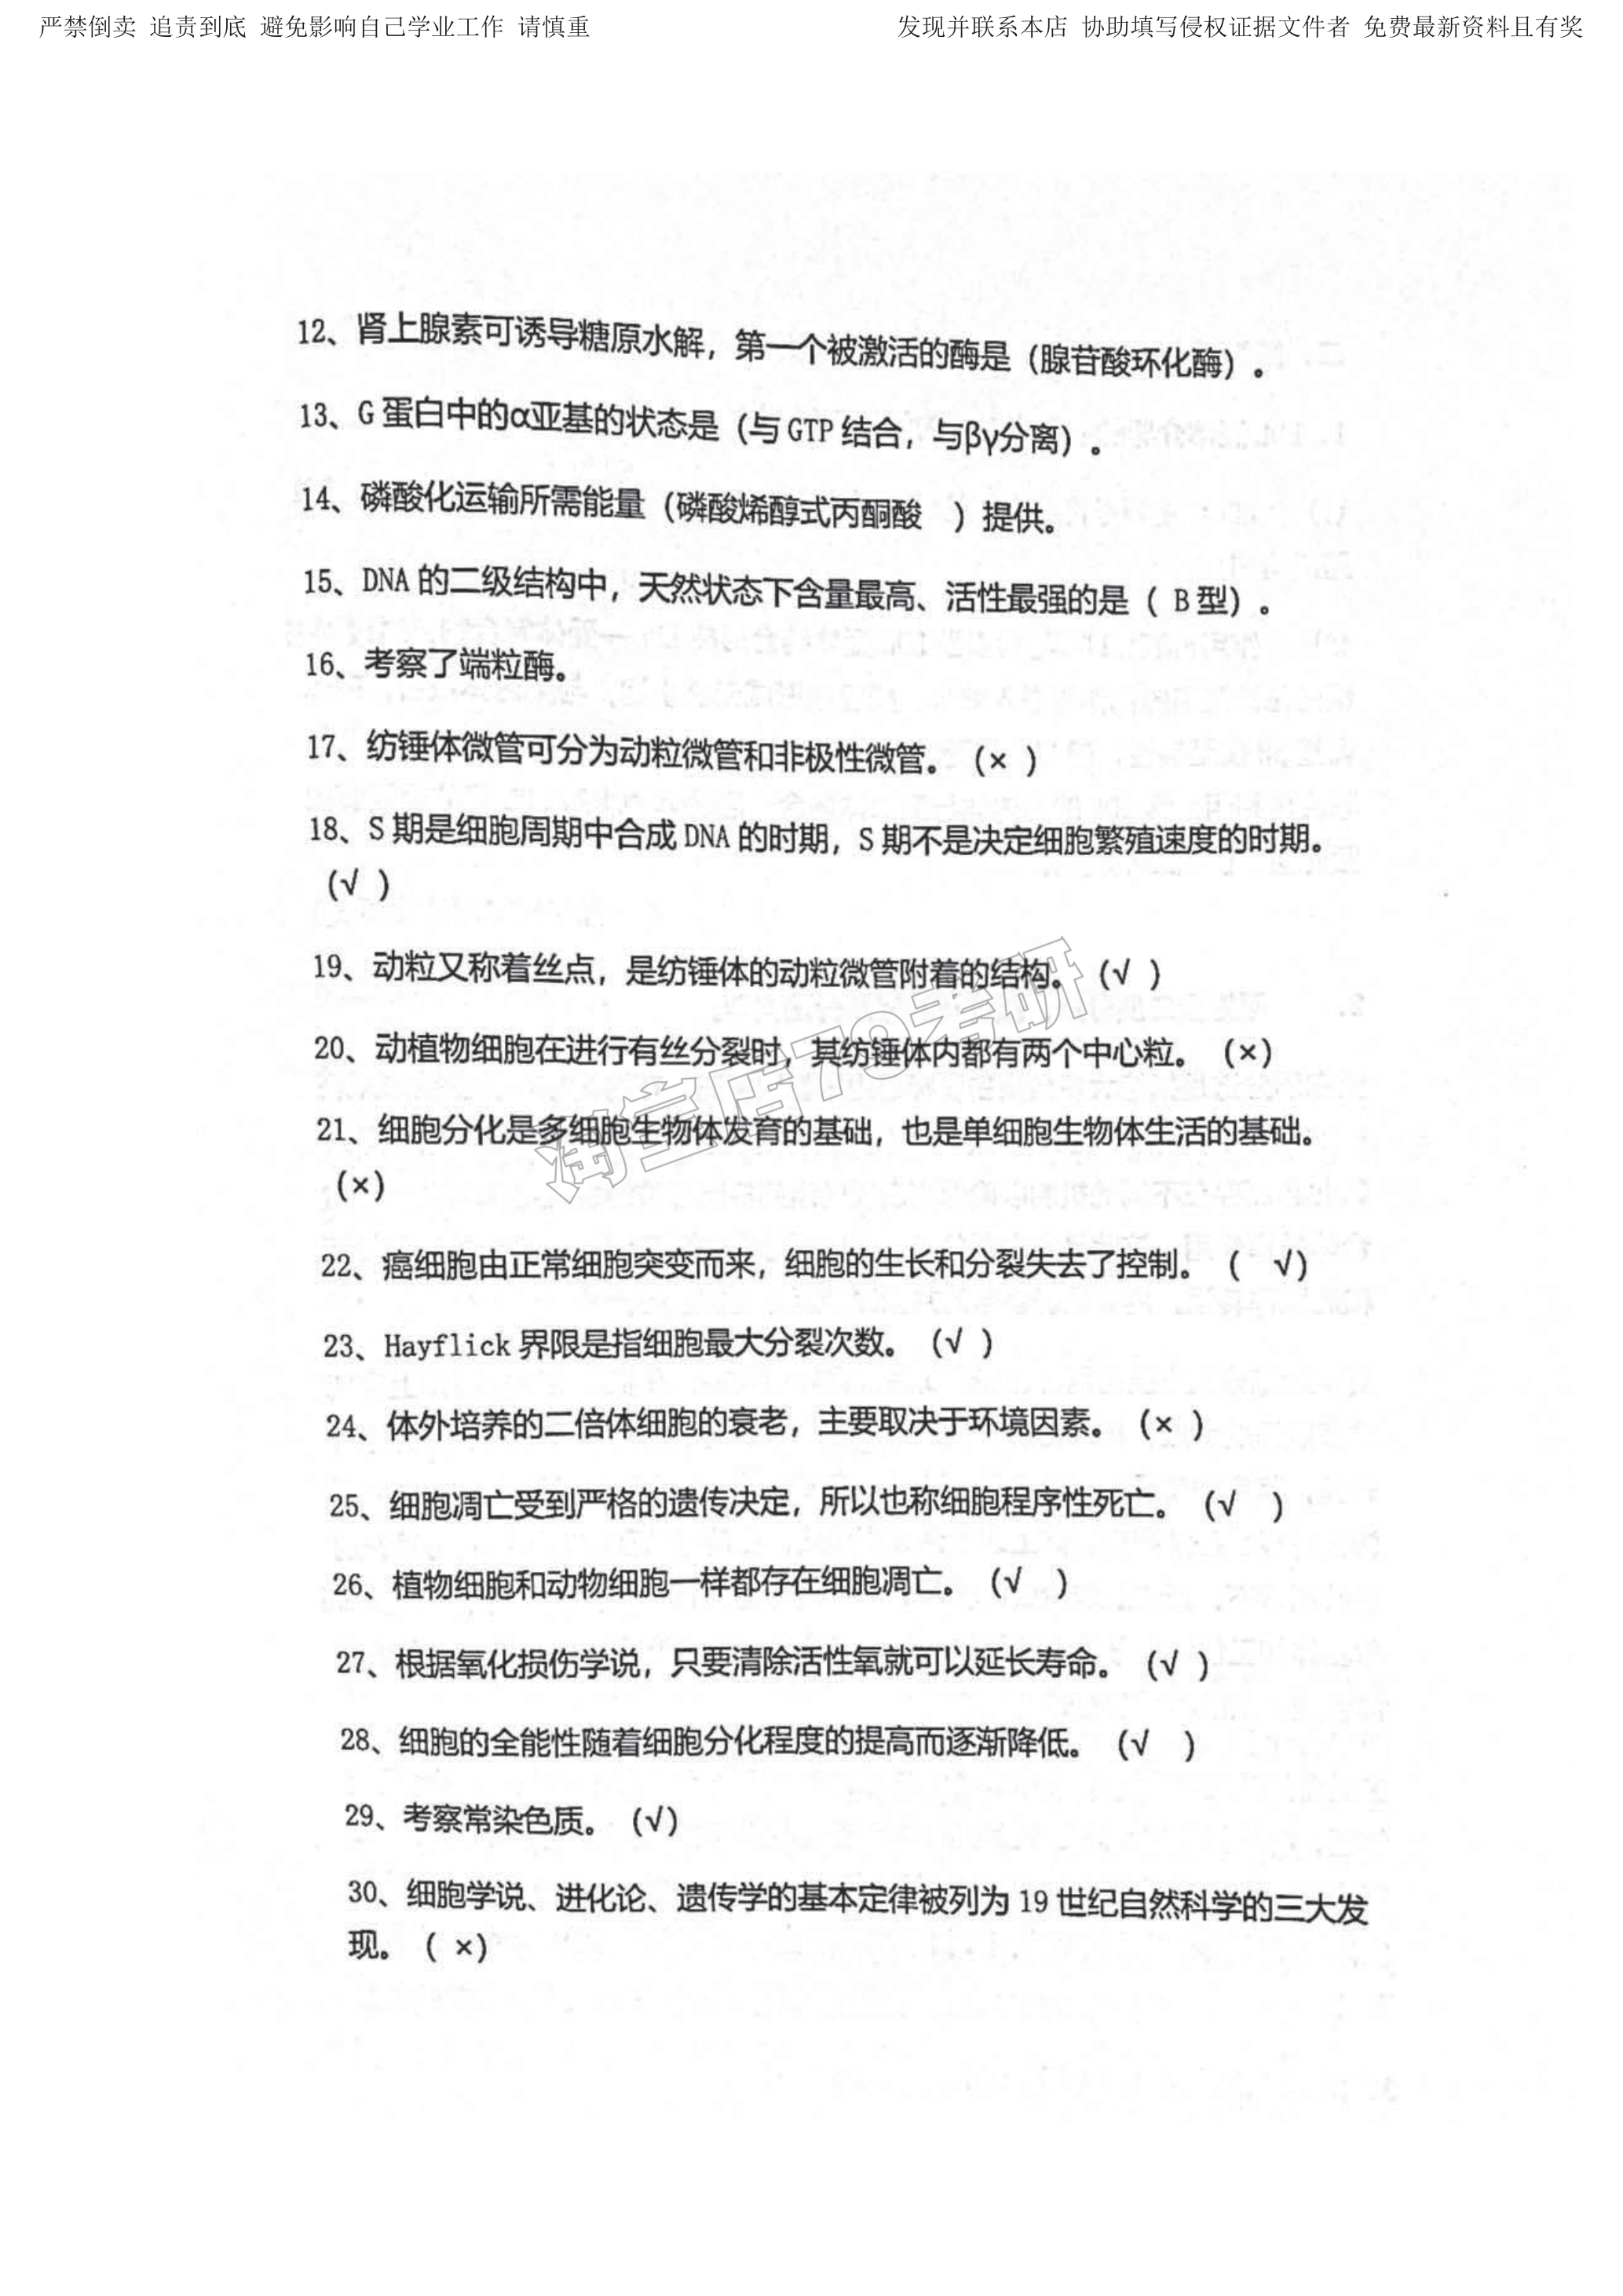 严禁倒卖 追责到底 避免影响自己学业工作 请慎重
发现并联系本店 协助填写侵权证据文件者 免费最新资料且有奖
12、肾上腺素可诱导糖原水解，第一个被激活的酶是（腺苷酸环化酶）。
13、G 蛋白中的α亚基的状态是（与 GTP 结合，与βγ分离）。
14、磷酸化运输所需能量（磷酸烯醇式丙酮酸 ）提供。
15、DNA 的二级结构中，天然状态下含量最高、活性最强的是（ B 型）。
16、考察了端粒酶。
17、纺锤体微管可分为动粒微管和非极性微管。（× ）
18、S 期是细胞周期中合成 DNA 的时期，S 期不是决定细胞繁殖速度的时期。
（√ ）
19、动粒又称着丝点，是纺锤体的动粒微管附着的结构。（√ ）
20、动植物细胞在进行有丝分裂时，其纺锤体内都有两个中心粒。（×）
21、细胞分化是多细胞生物体发育的基础，也是单细胞生物体生活的基础。
（×）
22、癌细胞由正常细胞突变而来，细胞的生长和分裂失去了控制。（ √）
23、Hayflick 界限是指细胞最大分裂次数。（√ ）
24、体外培养的二倍体细胞的衰老，主要取决于环境因素。（× ）
25、细胞凋亡受到严格的遗传决定，所以也称细胞程序性死亡。（√ ）
26、植物细胞和动物细胞一样都存在细胞凋亡。（√ ）
27、根据氧化损伤学说，只要清除活性氧就可以延长寿命。（√ ）
28、细胞的全能性随着细胞分化程度的提高而逐渐降低。（√ ）
29、考察常染色质。（√）
30、细胞学说、进化论、遗传学的基本定律被列为 19 世纪自然科学的三大发
现。（ ×）
淘宝店79考研